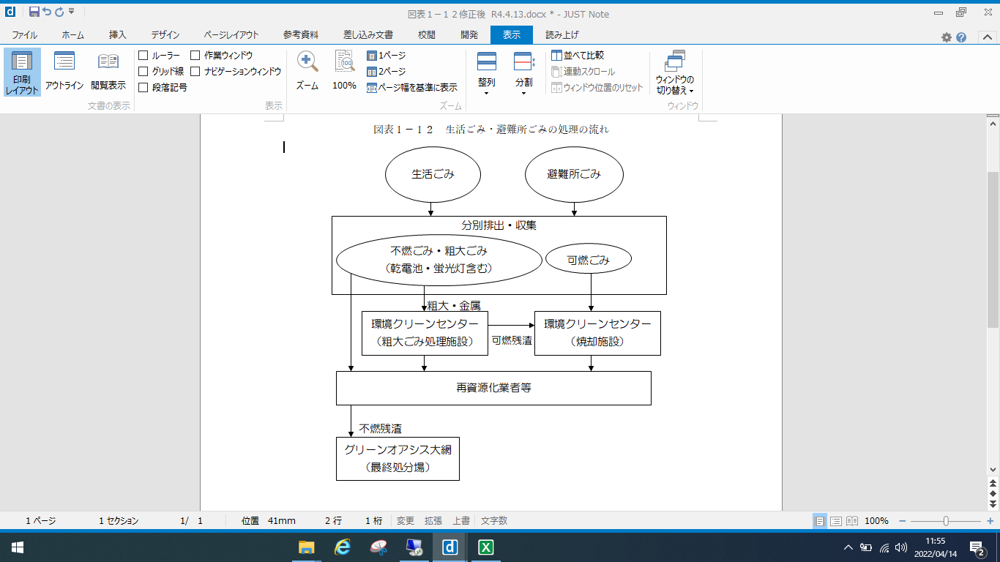 図表１－１２修正後 R4.4.13.docx * - JUST Note
ファイル ホーム 挿入 デザイン ページレイアウト 参考資料 差し込み文書 校閲 開発 表示 読み上げ
印刷
レイアウト
アウトライン
閲覧表示
文書の表示
ルーラー
グリッド線
段落記号
作業ウィンドウ
ナビゲーションウィンドウ
表示
ズーム
100%
1ページ
2ページ
ページ幅を基準に表示
ズーム
整列
分割
並べて比較
連動スクロール
ウィンドウ位置のリセット
ウィンドウの
切り替え
ウィンドウ
図表１－１２　生活ごみ・避難所ごみの処理の流れ
生活ごみ
避難所ごみ
分別排出・収集
不燃ごみ・粗大ごみ
（乾電池・蛍光灯含む）
可燃ごみ
粗大・金属
環境クリーンセンター
（粗大ごみ処理施設）
可燃残渣
環境クリーンセンター
（焼却施設）
再資源化業者等
不燃残渣
グリーンオアシス大網
（最終処分場）
1 ページ 1 セクション 1/ 1 位置 41mm 2 行 1 桁 変更 拡張 上書 文字数 100%
11:55
2022/04/14
2